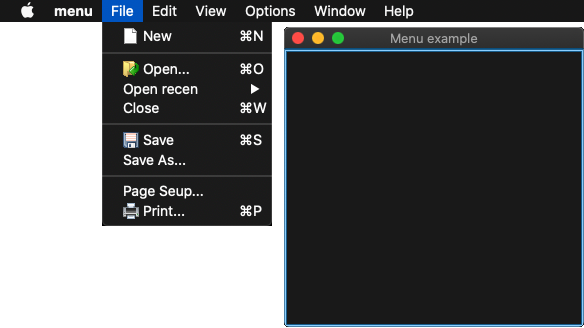 menu File Edit View Options Window Help
New ⌘N
Menu example
Open... ⌘O
Open recen ▶
Close ⌘W
Save ⌘S
Save As...
Page Seup...
Print... ⌘P